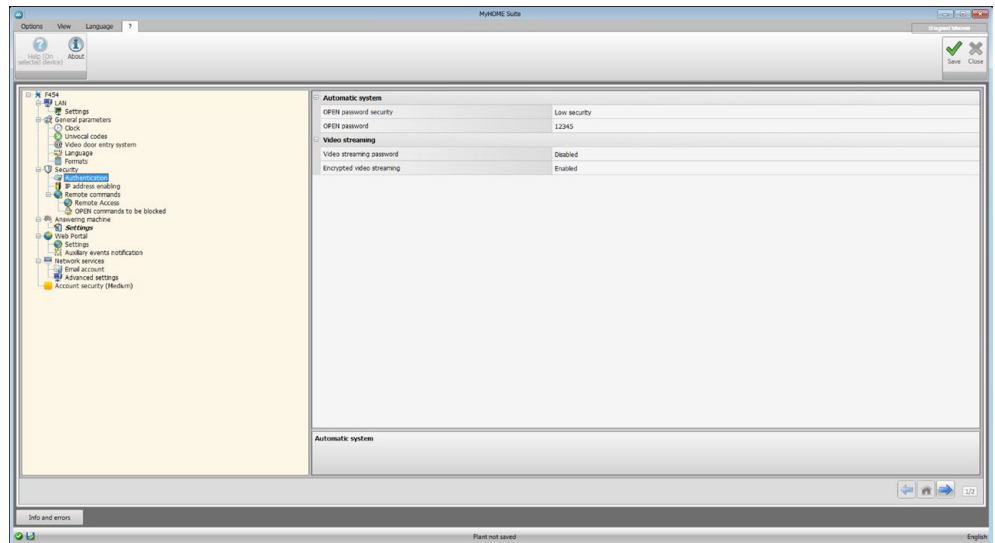 MyHOME Suite
Options View Language ?
Help (On selected device)
About
Save Close
F454
LAN
Settings
General parameters
Clock
Univocal codes
Video door entry system
Language
Formats
Security
Authentication
IP address enabling
Remote commands
Remote Access
OPEN commands to be blocked
Answering machine
Settings
Web Portal
Settings
Auxiliary events notification
Network services
Email account
Advanced settings
Account security (Medium)
Automatic system
OPEN password security Low security
OPEN password 12345
Video streaming
Video streaming password Disabled
Encrypted video streaming Enabled
Automatic system
1/2
Info and errors
Plant not saved
English